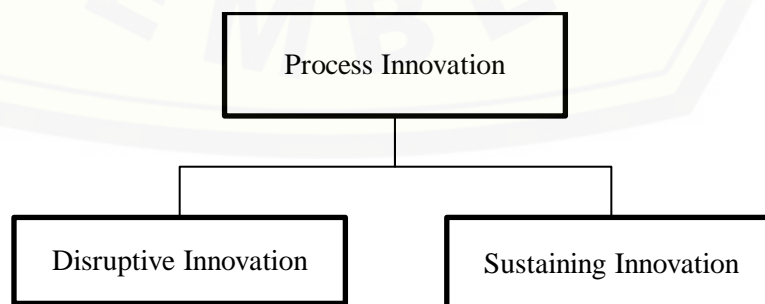 Process Innovation
Disruptive Innovation
Sustaining Innovation